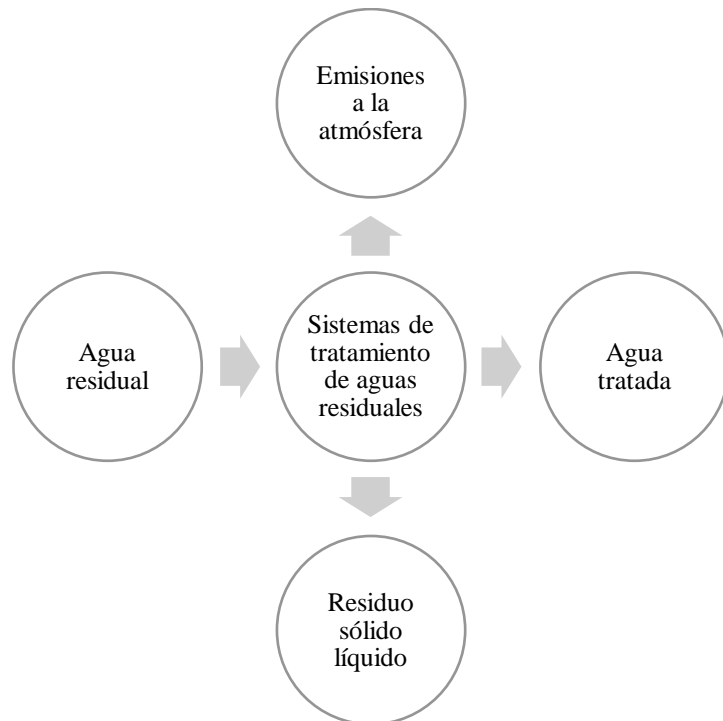 Emisiones
a la
atmósfera
Agua
residual
Sistemas de
tratamiento
de aguas
residuales
Agua
tratada
Residuo
sólido
líquido